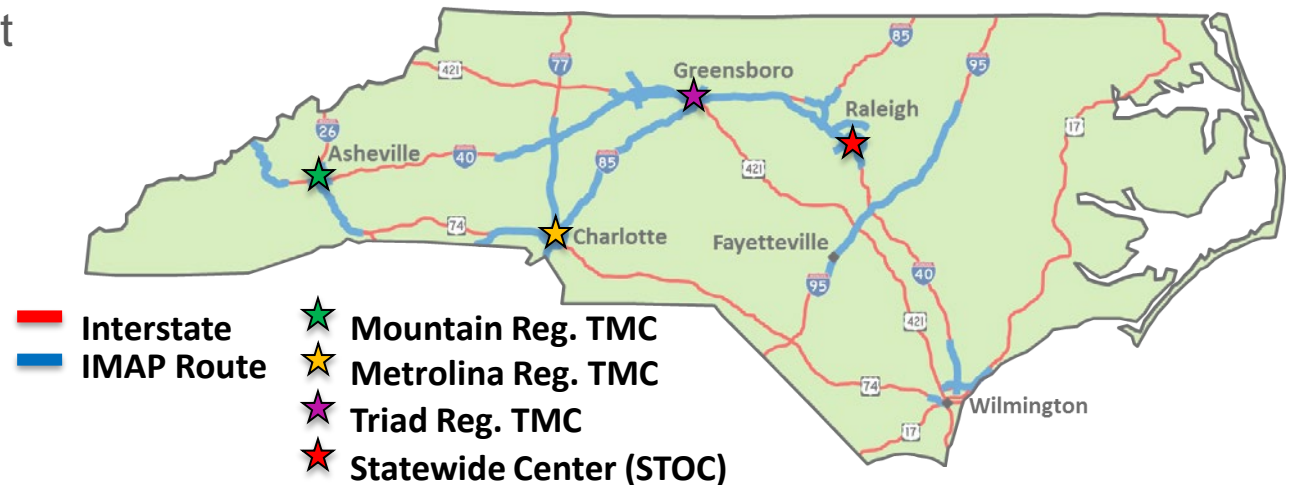 t
85
77
95
421
Greensboro
Raleigh
26
Asheville
17
40
85
421
74
Charlotte
Fayetteville
40
95
421
74
Wilmington
17
Interstate
IMAP Route
Mountain Reg. TMC
Metrolina Reg. TMC
Triad Reg. TMC
Statewide Center (STOC)